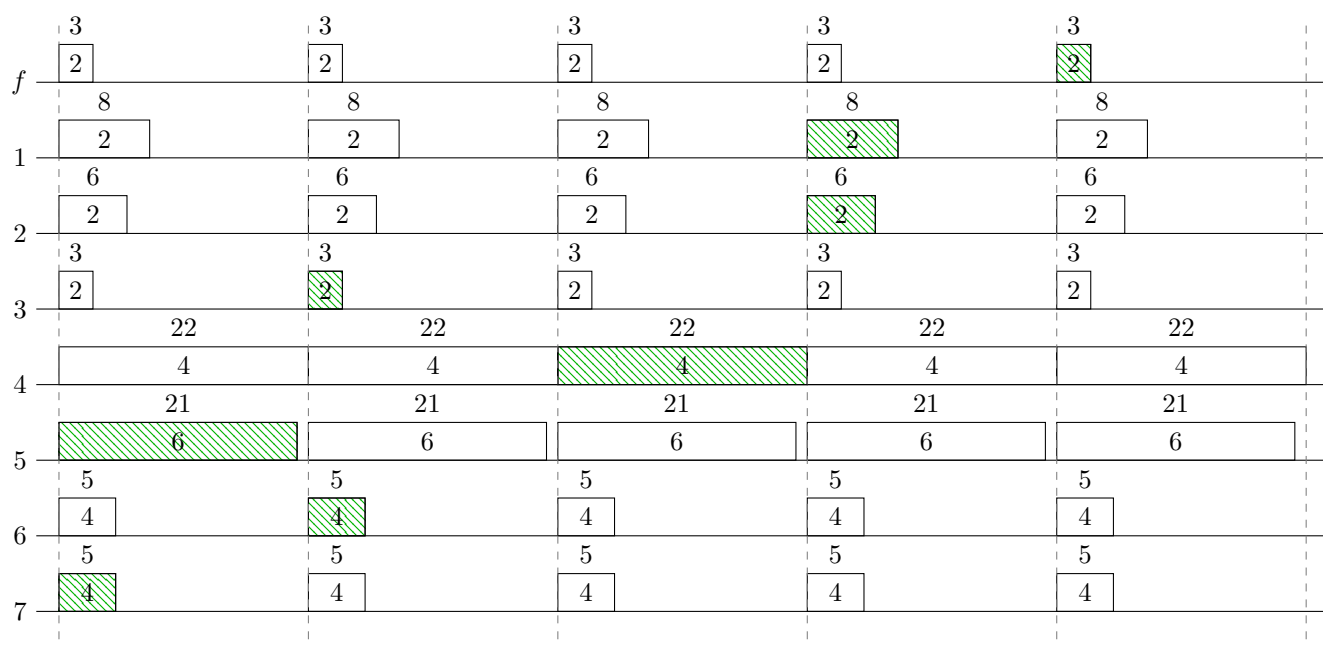 3 3 3 3 3
f 2 2 2 2 2
8 8 8 8 8
1 2 2 2 2 2
6 6 6 6 6
2 2 2 2 2 2
3 3 3 3 3
3 2 2 2 2 2
22 22 22 22 22
4 4 4 4 4 4
21 21 21 21 21
5 6 6 6 6 6
5 5 5 5 5
6 4 4 4 4 4
5 5 5 5 5
7 4 4 4 4 4